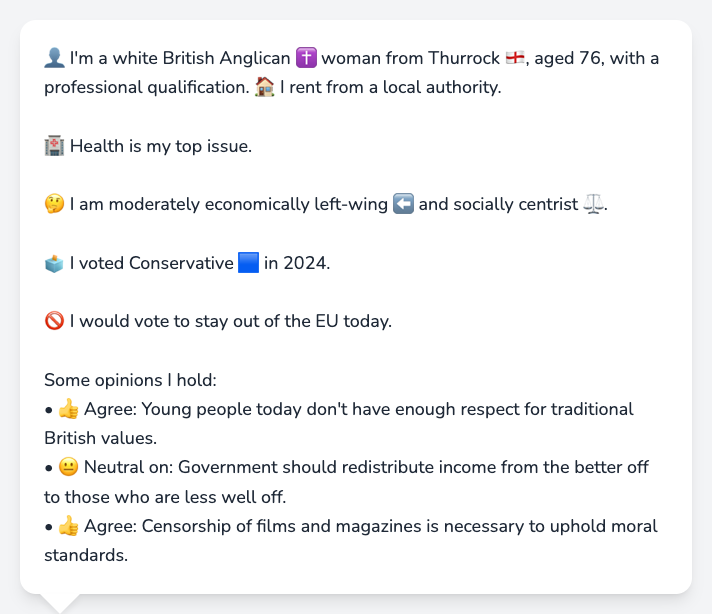 👤 I'm a white British Anglican ✝️ woman from Thurrock 🏴󠁧󠁢󠁥󠁮󠁧󠁿, aged 76, with a
professional qualification. 🏠 I rent from a local authority.
🏥 Health is my top issue.
🤔 I am moderately economically left-wing ⬅️ and socially centrist ⚖️.
🗳️ I voted Conservative 🟦 in 2024.
🚫 I would vote to stay out of the EU today.
Some opinions I hold:
• 👍 Agree: Young people today don't have enough respect for traditional
British values.
• 😐 Neutral on: Government should redistribute income from the better off
to those who are less well off.
• 👍 Agree: Censorship of films and magazines is necessary to uphold moral
standards.